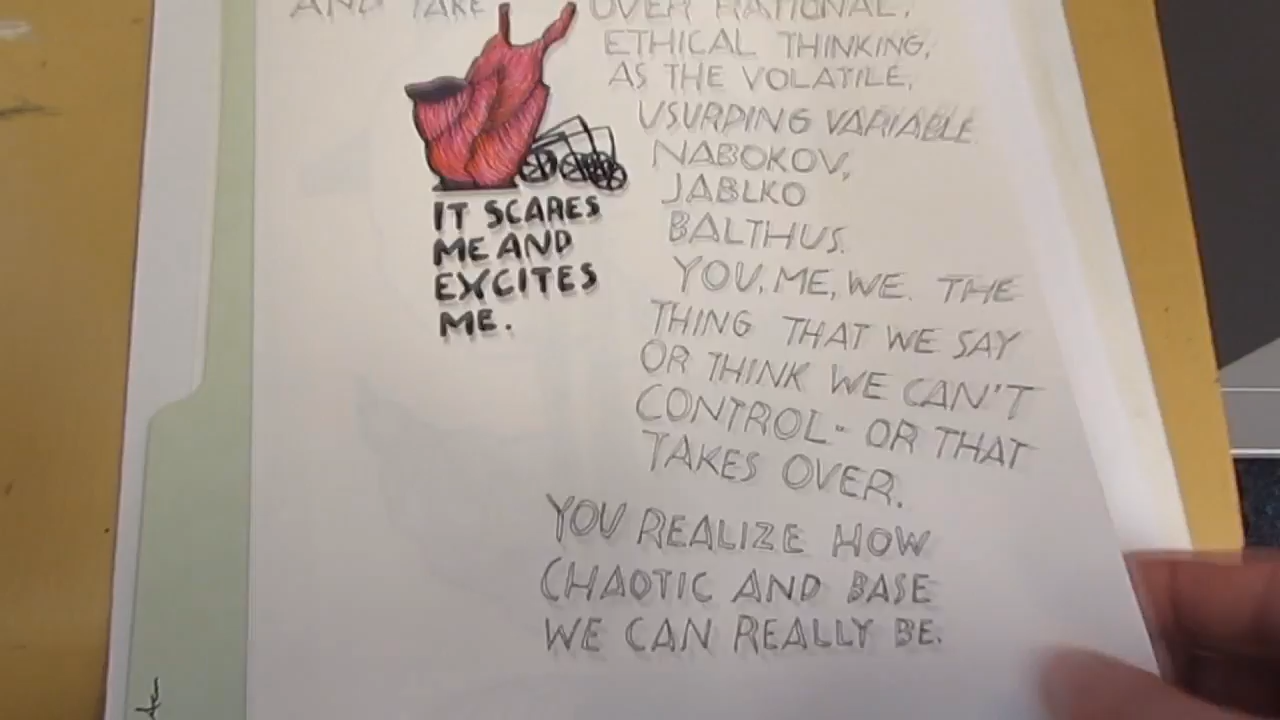 AND TAKE OVER RATIONAL,
ETHICAL THINKING,
AS THE VOLATILE,
USURPING VARIABLE.
NABOKOV,
JABLKO
BALTHUS.
YOU, ME, WE. THE
THING THAT WE SAY
OR THINK WE CAN'T
CONTROL - OR THAT
TAKES OVER.
IT SCARES
ME AND
EXCITES
ME.
YOU REALIZE HOW
CHAOTIC AND BASE
WE CAN REALLY BE.